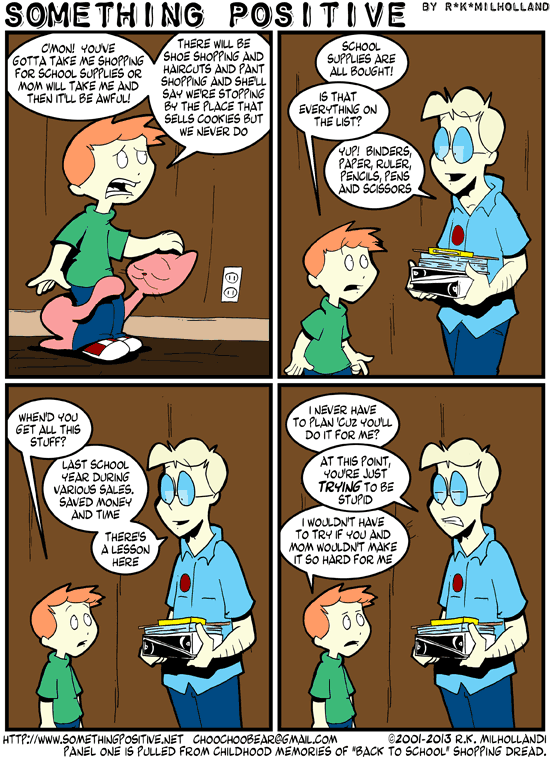 SOMETHING POSITIVE BY R*K*MILHOLLAND
C'MON! YOU'VE
GOTTA TAKE ME SHOPPING
FOR SCHOOL SUPPLIES OR
MOM WILL TAKE ME AND
THEN IT'LL BE AWFUL!
THERE WILL BE
SHOE SHOPPING AND
HAIRCUTS AND PANT
SHOPPING AND SHE'LL
SAY WE'RE STOPPING
BY THE PLACE THAT
SELLS COOKIES BUT
WE NEVER DO
SCHOOL
SUPPLIES ARE
ALL BOUGHT!
IS THAT
EVERYTHING ON
THE LIST?
YUP! BINDERS,
PAPER, RULER,
PENCILS, PENS
AND SCISSORS
WHEN'D YOU
GET ALL THIS
STUFF?
LAST SCHOOL
YEAR DURING
VARIOUS SALES.
SAVED MONEY
AND TIME
THERE'S
A LESSON
HERE
I NEVER HAVE
TO PLAN 'CUZ YOU'LL
DO IT FOR ME?
AT THIS POINT,
YOU'RE JUST
TRYING TO BE
STUPID
I WOULDN'T HAVE
TO TRY IF YOU AND
MOM WOULDN'T MAKE
IT SO HARD FOR ME
HTTP://WWW.SOMETHINGPOSITIVE.NET CHOOCHOOBEAR@GMAIL.COM ©2001-2013 R.K. MILHOLLAND!
PANEL ONE IS PULLED FROM CHILDHOOD MEMORIES OF "BACK TO SCHOOL" SHOPPING DREAD.